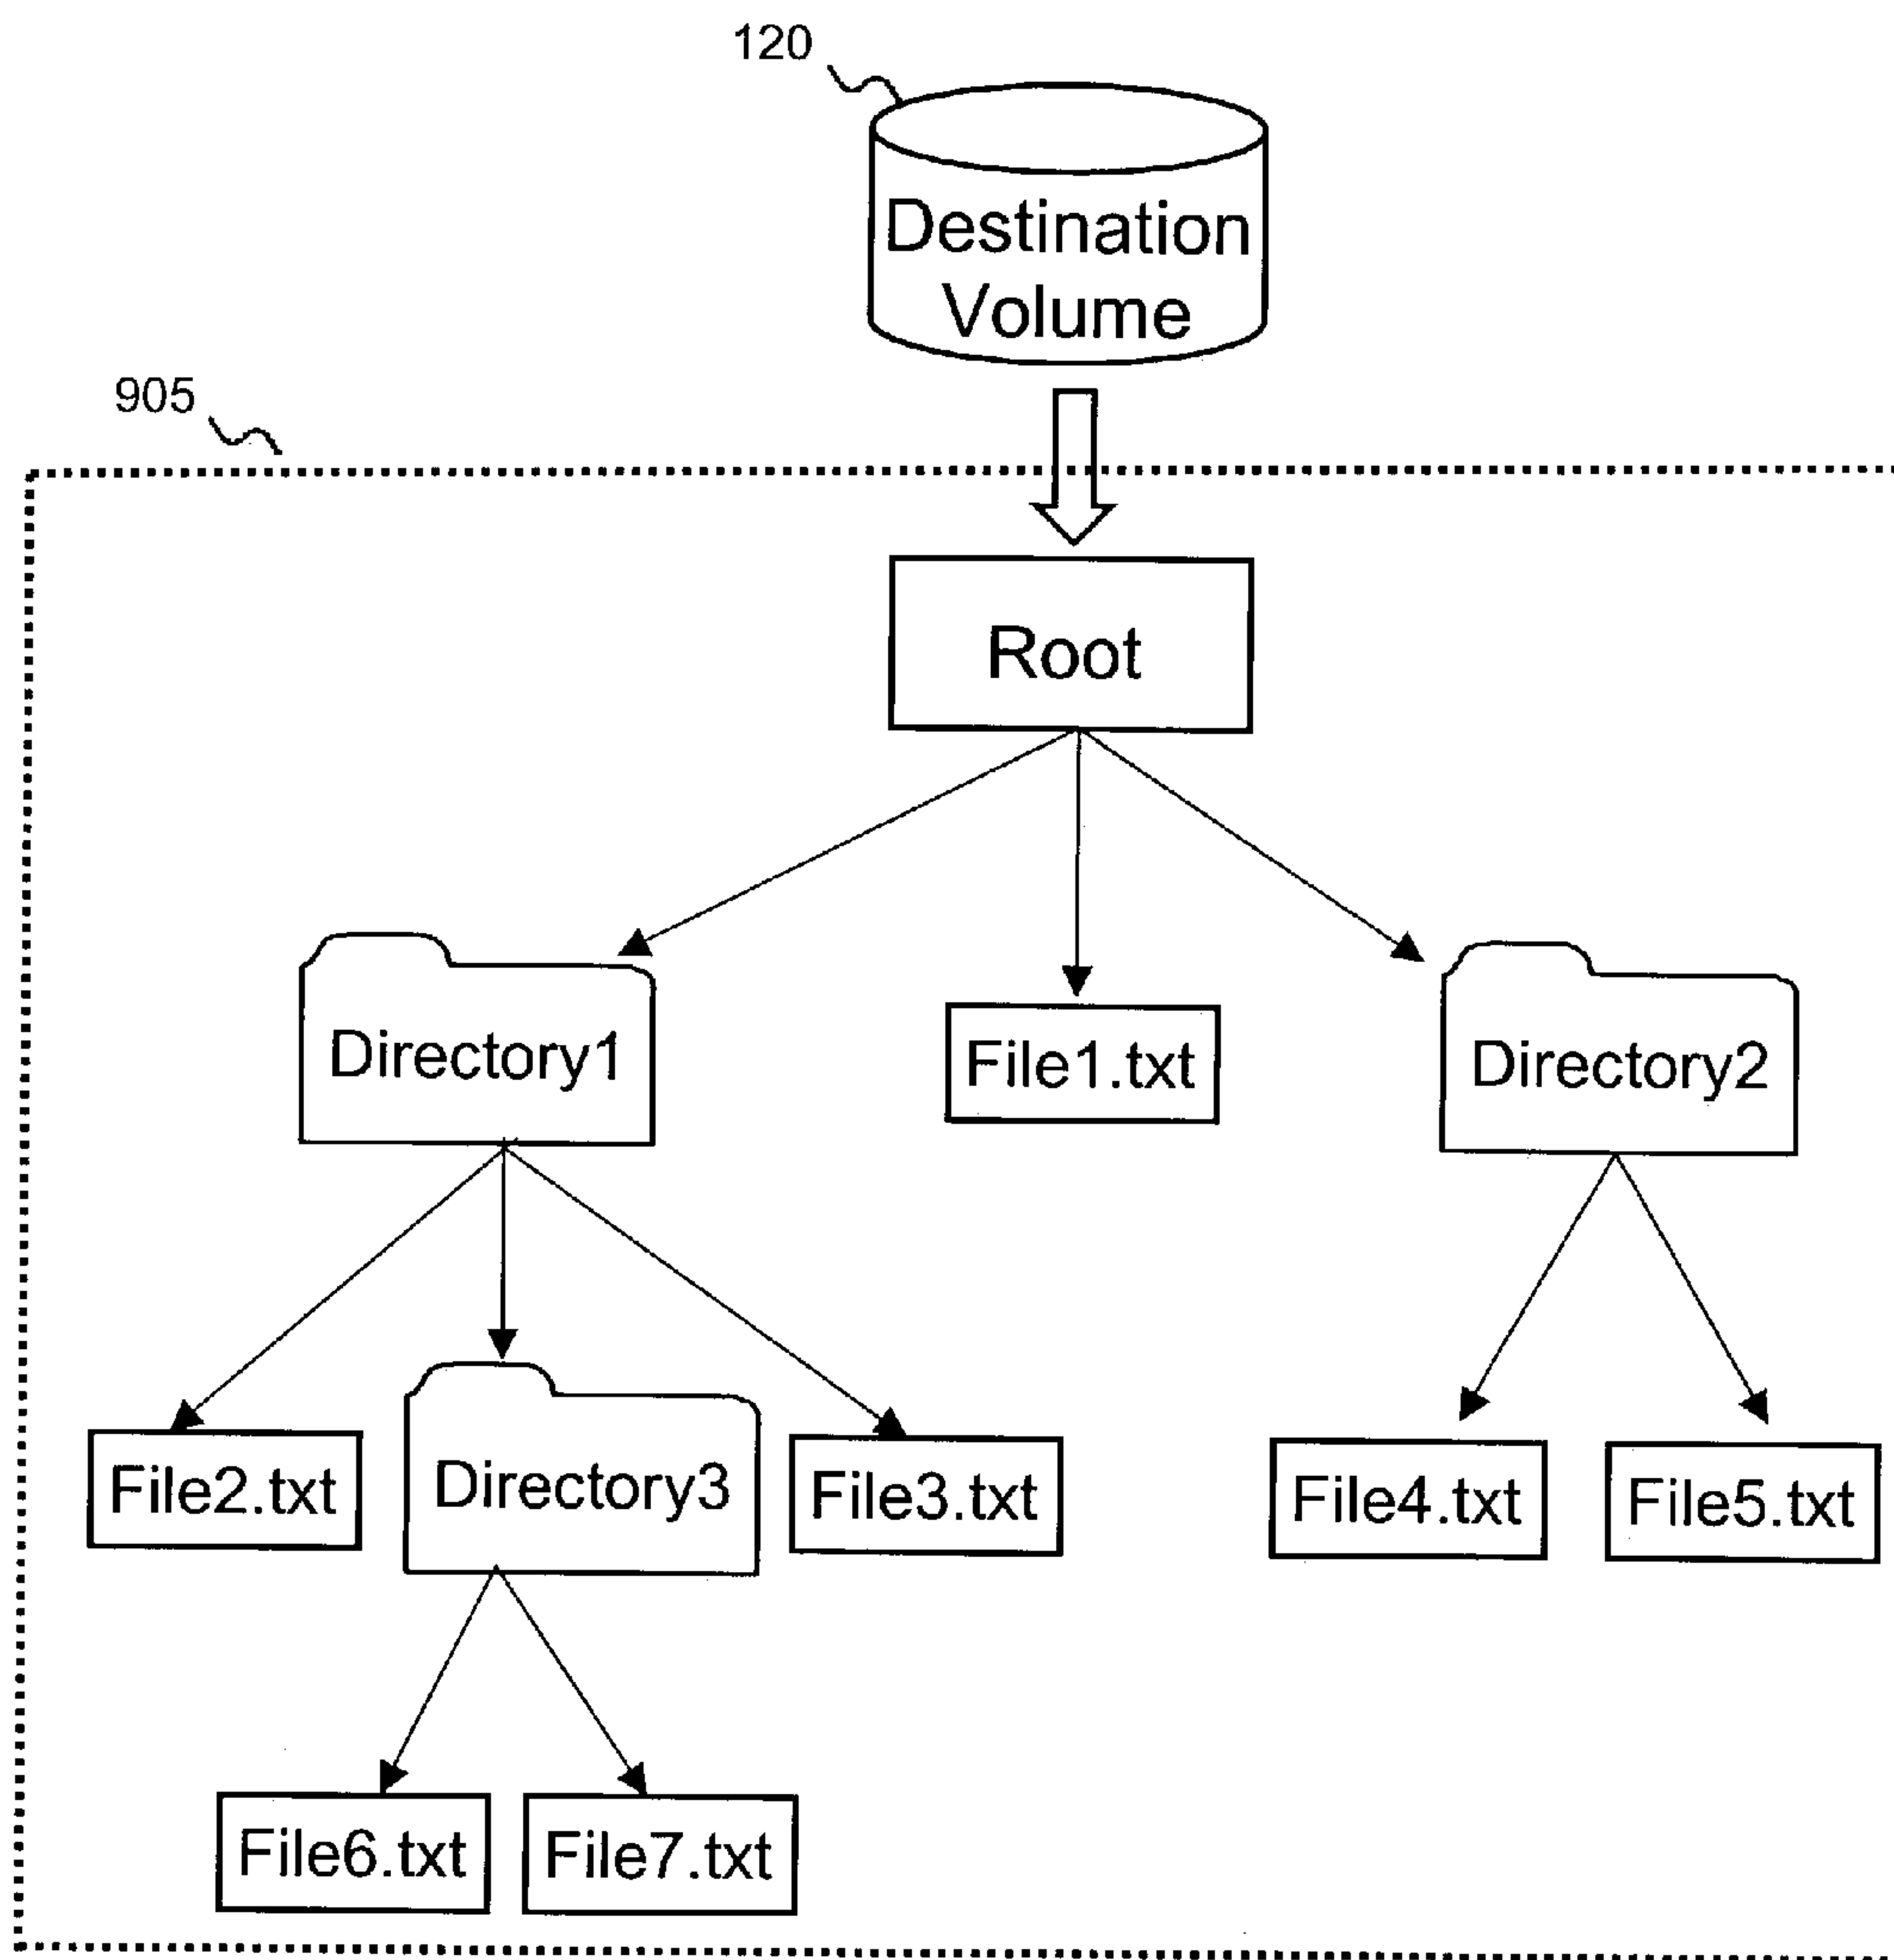 120
Destination
Volume
905
Root
Directory1
File1.txt
Directory2
File2.txt
Directory3
File3.txt
File4.txt
File5.txt
File6.txt
File7.txt